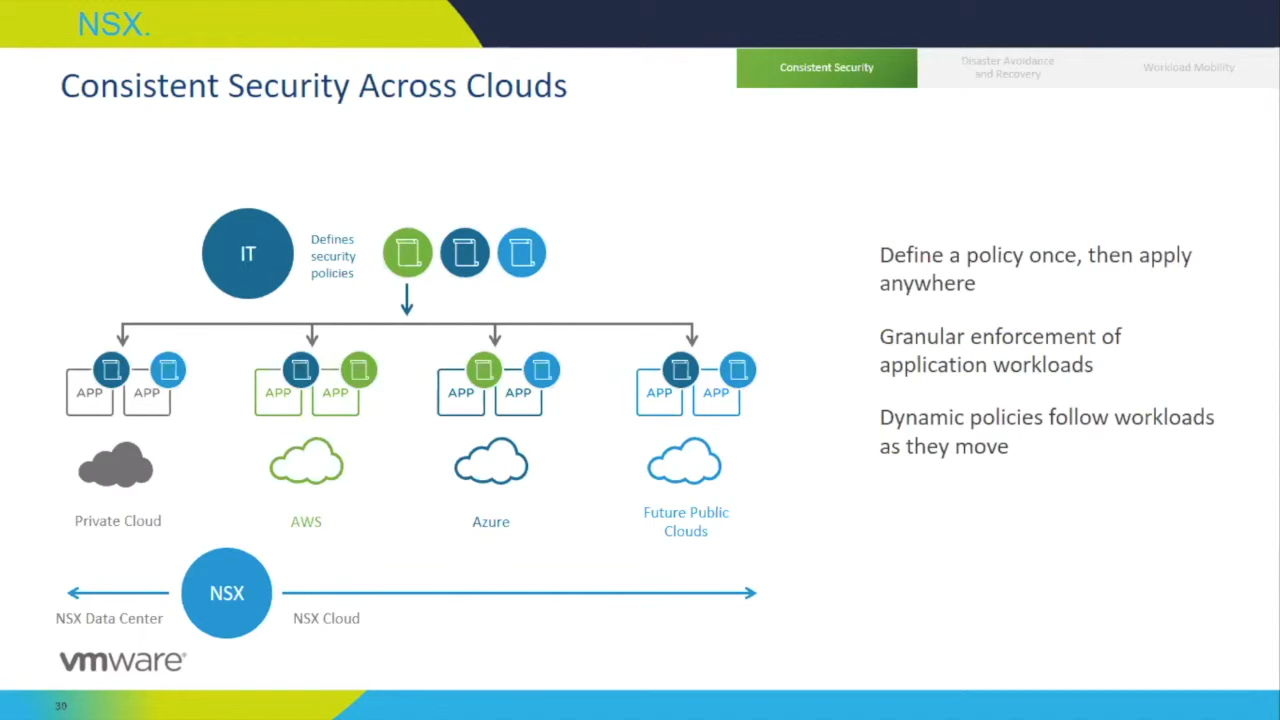 NSX.
Consistent Security Across Clouds
Consistent Security
Disaster Avoidance
and Recovery
Workload Mobility
IT
Defines
security
policies
APP
APP
APP
APP
APP
APP
APP
APP
Private Cloud
AWS
Azure
Future Public
Clouds
NSX
NSX Data Center
NSX Cloud
Define a policy once, then apply
anywhere
Granular enforcement of
application workloads
Dynamic policies follow workloads
as they move
vmware®
39